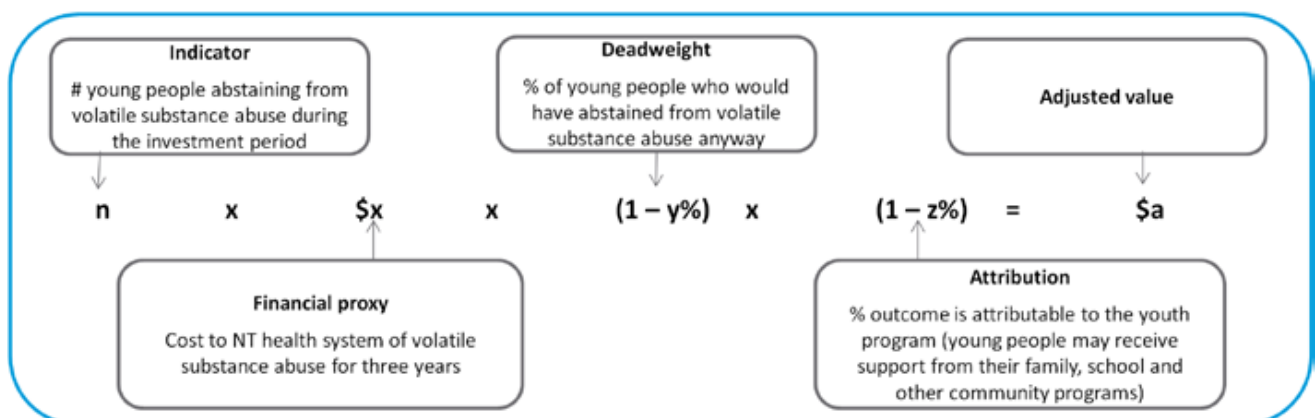 Indicator
# young people abstaining from
volatile substance abuse during
the investment period
Deadweight
% of young people who would
have abstained from volatile
substance abuse anyway
Adjusted value
n x $x x (1 – y%) x (1 – z%) = $a
Financial proxy
Cost to NT health system of volatile
substance abuse for three years
Attribution
% outcome is attributable to the youth
program (young people may receive
support from their family, school and
other community programs)